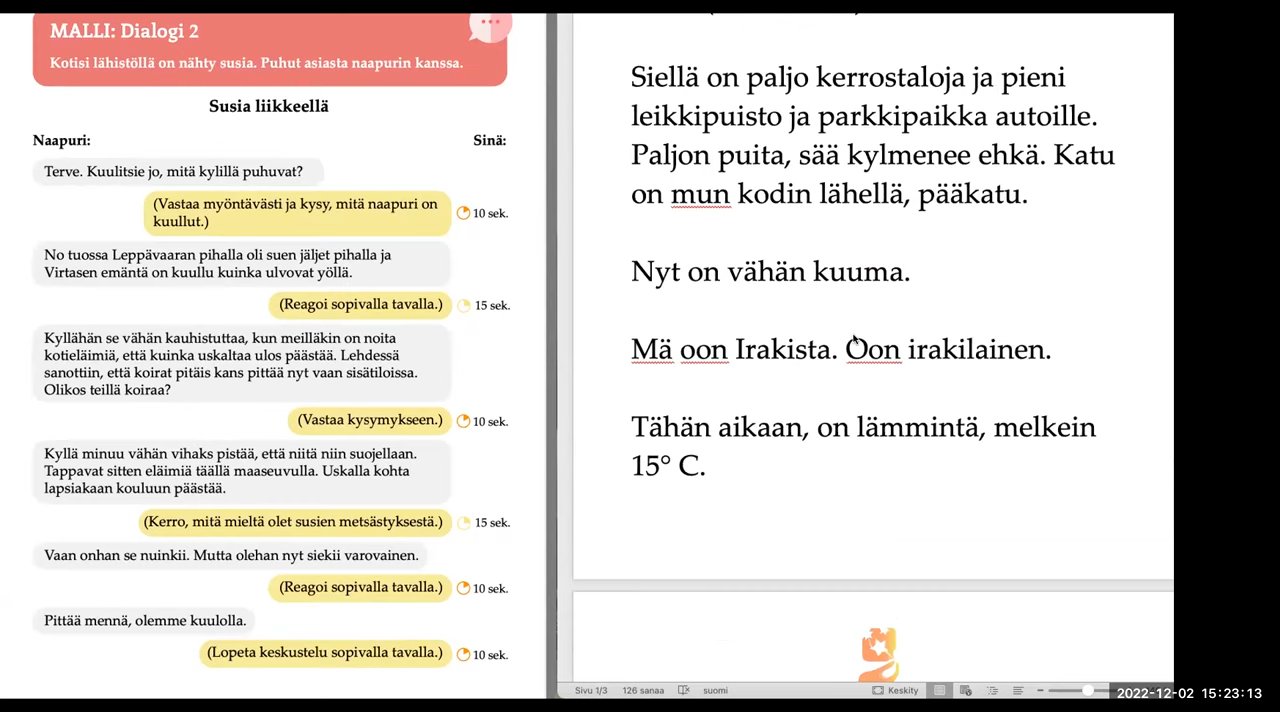 MALLI: Dialogi 2
Kotisi lähistöllä on nähty susia. Puhut asiasta naapurin kanssa.
Susia liikkeellä
Naapuri:
Sinä:
Terve. Kuulitsie jo, mitä kylillä puhuvat?
(Vastaa myöntävästi ja kysy, mitä naapuri on
kuullut.)
10 sek.
No tuossa Leppävaaran pihalla oli suen jäljet pihalla ja
Virtasen emäntä on kuullu kuinka ulvovat yöllä.
(Reagoi sopivalla tavalla.)
15 sek.
Kyllähän se vähän kauhistuttaa, kun meilläkin on noita
kotieläimiä, että kuinka uskaltaa ulos päästää. Lehdessä
sanottiin, että koirat pitäis kans pittää nyt vaan sisätiloissa.
Olikos teillä koiraa?
(Vastaa kysymykseen.)
10 sek.
Kyllä minuu vähän vihaks pistää, että niitä niin suojellaan.
Tappavat sitten eläimiä täällä maaseuvulla. Uskalla kohta
lapsiakaan kouluun päästää.
(Kerro, mitä mieltä olet susien metsästyksestä.)
15 sek.
Vaan onhan se nuinkii. Mutta olehan nyt siekii varovainen.
(Reagoi sopivalla tavalla.)
10 sek.
Pittää mennä, olemme kuulolla.
(Lopeta keskustelu sopivalla tavalla.)
10 sek.
Siellä on paljo kerrostaloja ja pieni
leikkipuisto ja parkkipaikka autoille.
Paljon puita, sää kylmenee ehkä. Katu
on mun kodin lähellä, pääkatu.
Nyt on vähän kuuma.
Mä oon Irakista. Oon irakilainen.
Tähän aikaan, on lämmintä, melkein
15° C.
Sivu 1/3
126 sanaa
suomi
Keskity
2022-12-02 15:23:13